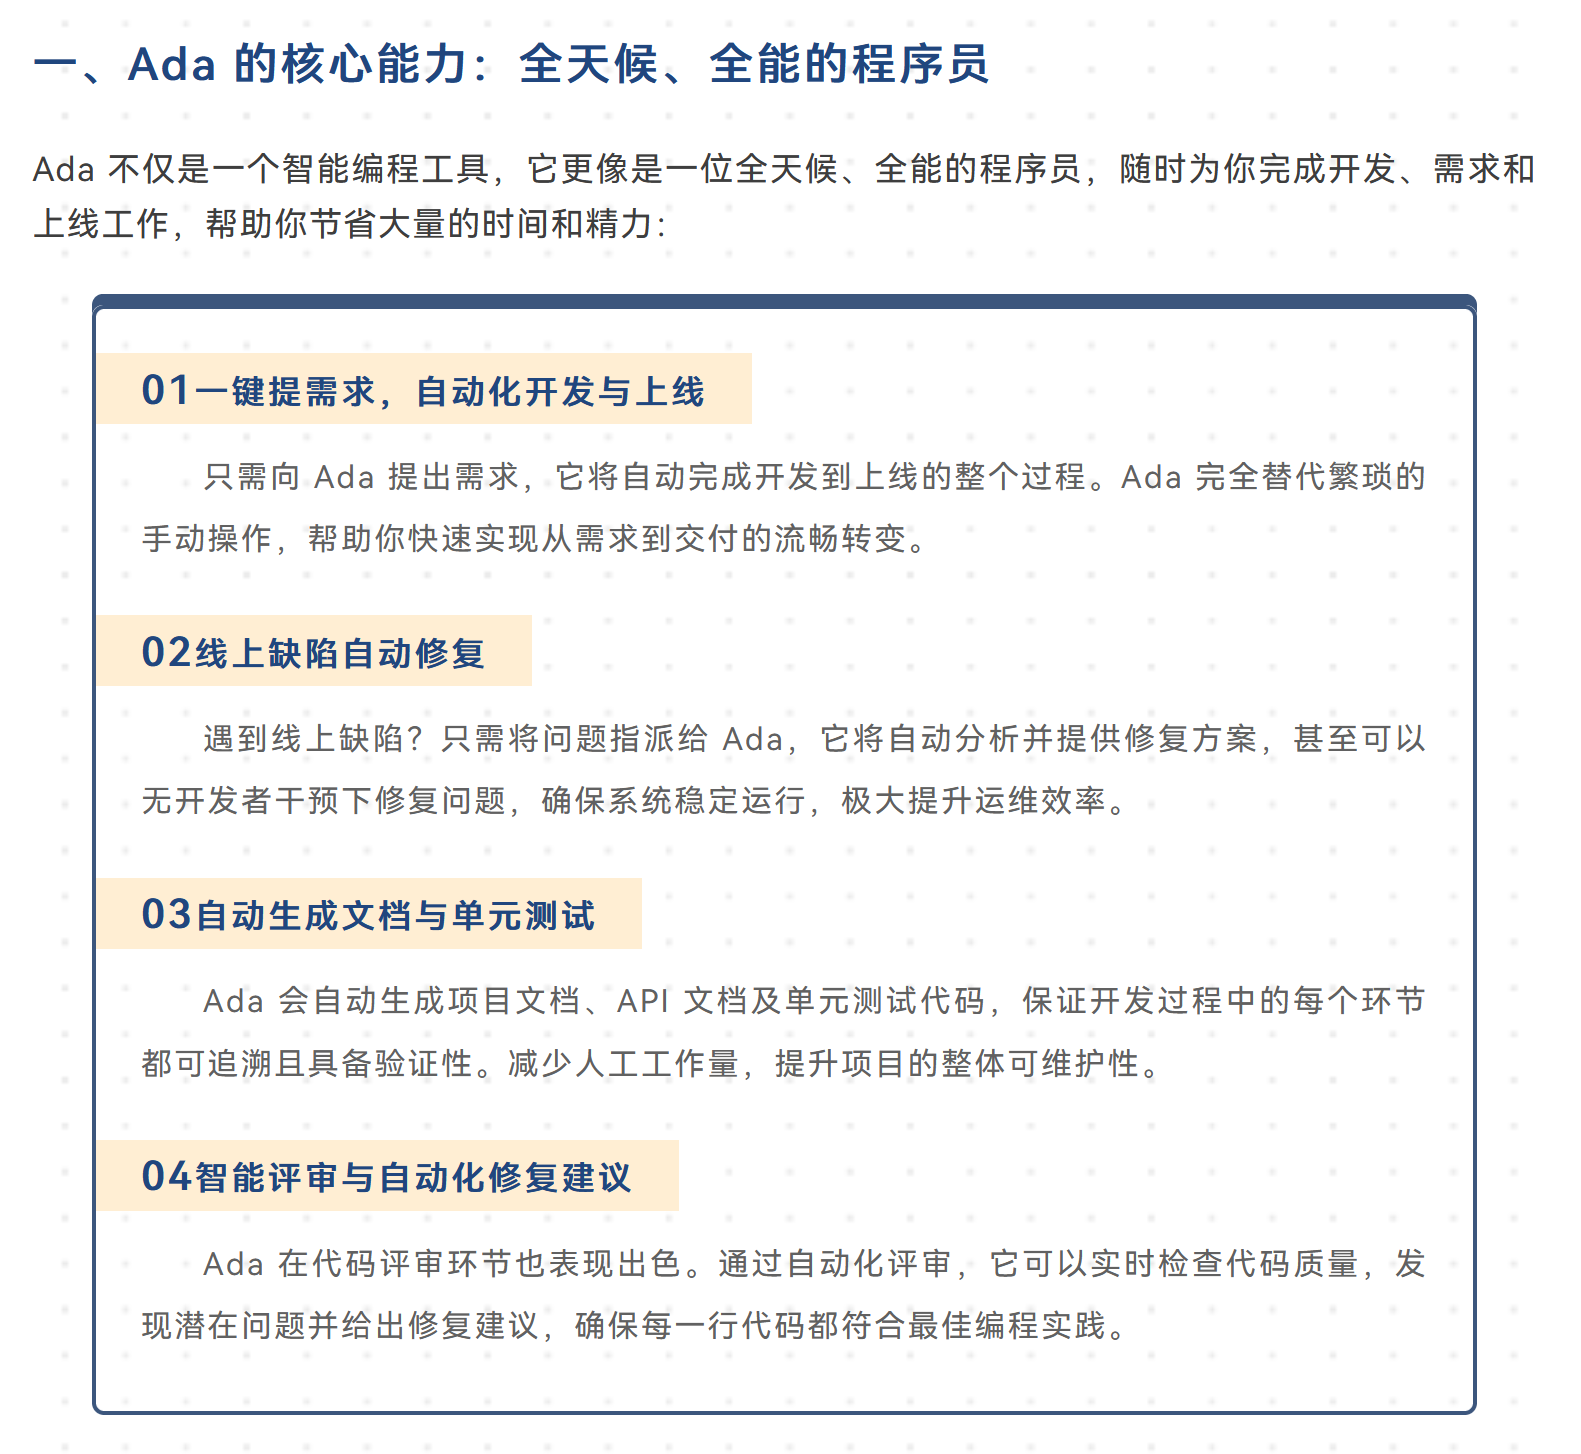 一、Ada 的核心能力：全天候、全能的程序员
Ada 不仅是一个智能编程工具，它更像是一位全天候、全能的程序员，随时为你完成开发、需求和
上线工作，帮助你节省大量的时间和精力：
01一键提需求，自动化开发与上线
只需向 Ada 提出需求，它将自动完成开发到上线的整个过程。Ada 完全替代繁琐的
手动操作，帮助你快速实现从需求到交付的流畅转变。
02线上缺陷自动修复
遇到线上缺陷？只需将问题指派给 Ada，它将自动分析并提供修复方案，甚至可以
无开发者干预下修复问题，确保系统稳定运行，极大提升运维效率。
03自动生成文档与单元测试
Ada 会自动生成项目文档、API 文档及单元测试代码，保证开发过程中的每个环节
都可追溯且具备验证性。减少人工工作量，提升项目的整体可维护性。
04智能评审与自动化修复建议
Ada 在代码评审环节也表现出色。通过自动化评审，它可以实时检查代码质量，发
现潜在问题并给出修复建议，确保每一行代码都符合最佳编程实践。